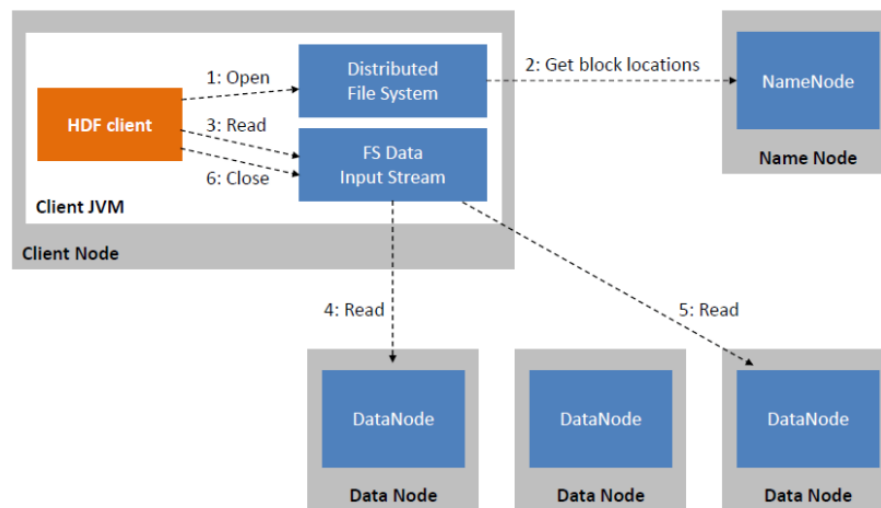 1: Open
Distributed
File System
2: Get block locations
NameNode
HDF client
3: Read
FS Data
Input Stream
6: Close
Name Node
Client JVM
Client Node
4: Read
5: Read
DataNode
DataNode
DataNode
Data Node
Data Node
Data Node